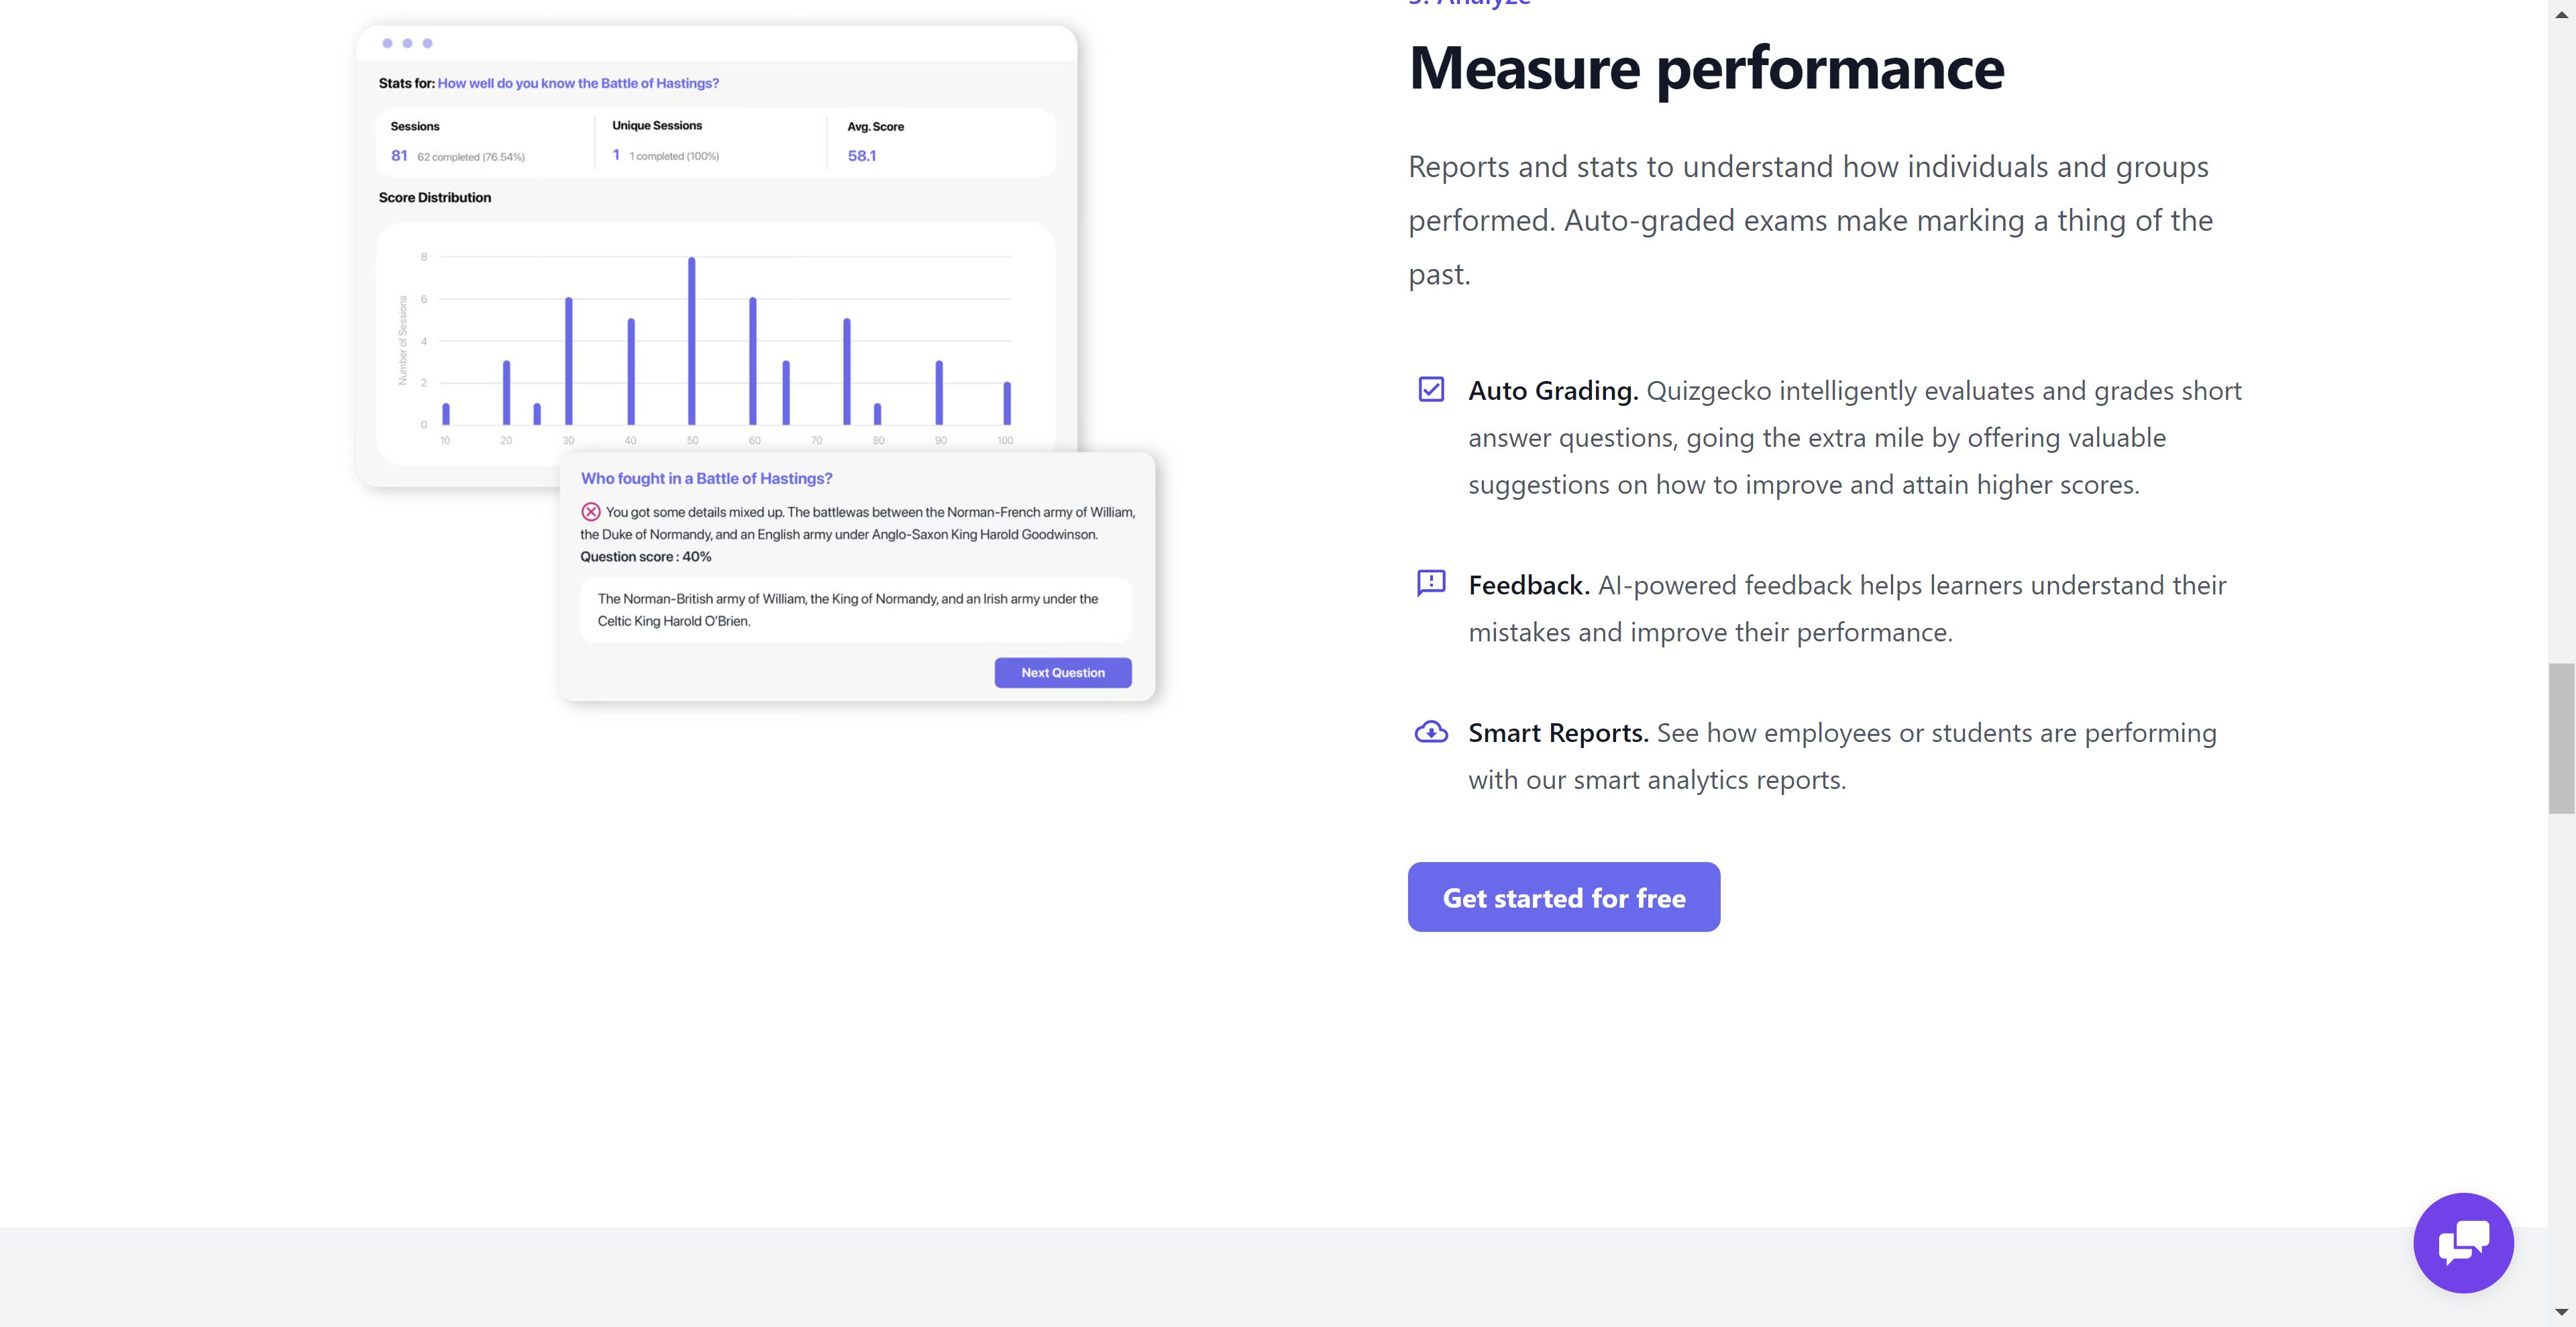 Stats for: How well do you know the Battle of Hastings?
Sessions
81 62 completed (76.54%)
Unique Sessions
1 1 completed (100%)
Avg. Score
58.1
Score Distribution
Number of Sessions
8
6
4
2
0
10 20 30 40 50 60 70 80 90 100
Who fought in a Battle of Hastings?
You got some details mixed up. The battlewas between the Norman-French army of William,
the Duke of Normandy, and an English army under Anglo-Saxon King Harold Goodwinson.
Question score : 40%
The Norman-British army of William, the King of Normandy, and an Irish army under the
Celtic King Harold O'Brien.
Next Question
Analyze
Measure performance
Reports and stats to understand how individuals and groups
performed. Auto-graded exams make marking a thing of the
past.
Auto Grading. Quizgecko intelligently evaluates and grades short
answer questions, going the extra mile by offering valuable
suggestions on how to improve and attain higher scores.
Feedback. AI-powered feedback helps learners understand their
mistakes and improve their performance.
Smart Reports. See how employees or students are performing
with our smart analytics reports.
Get started for free